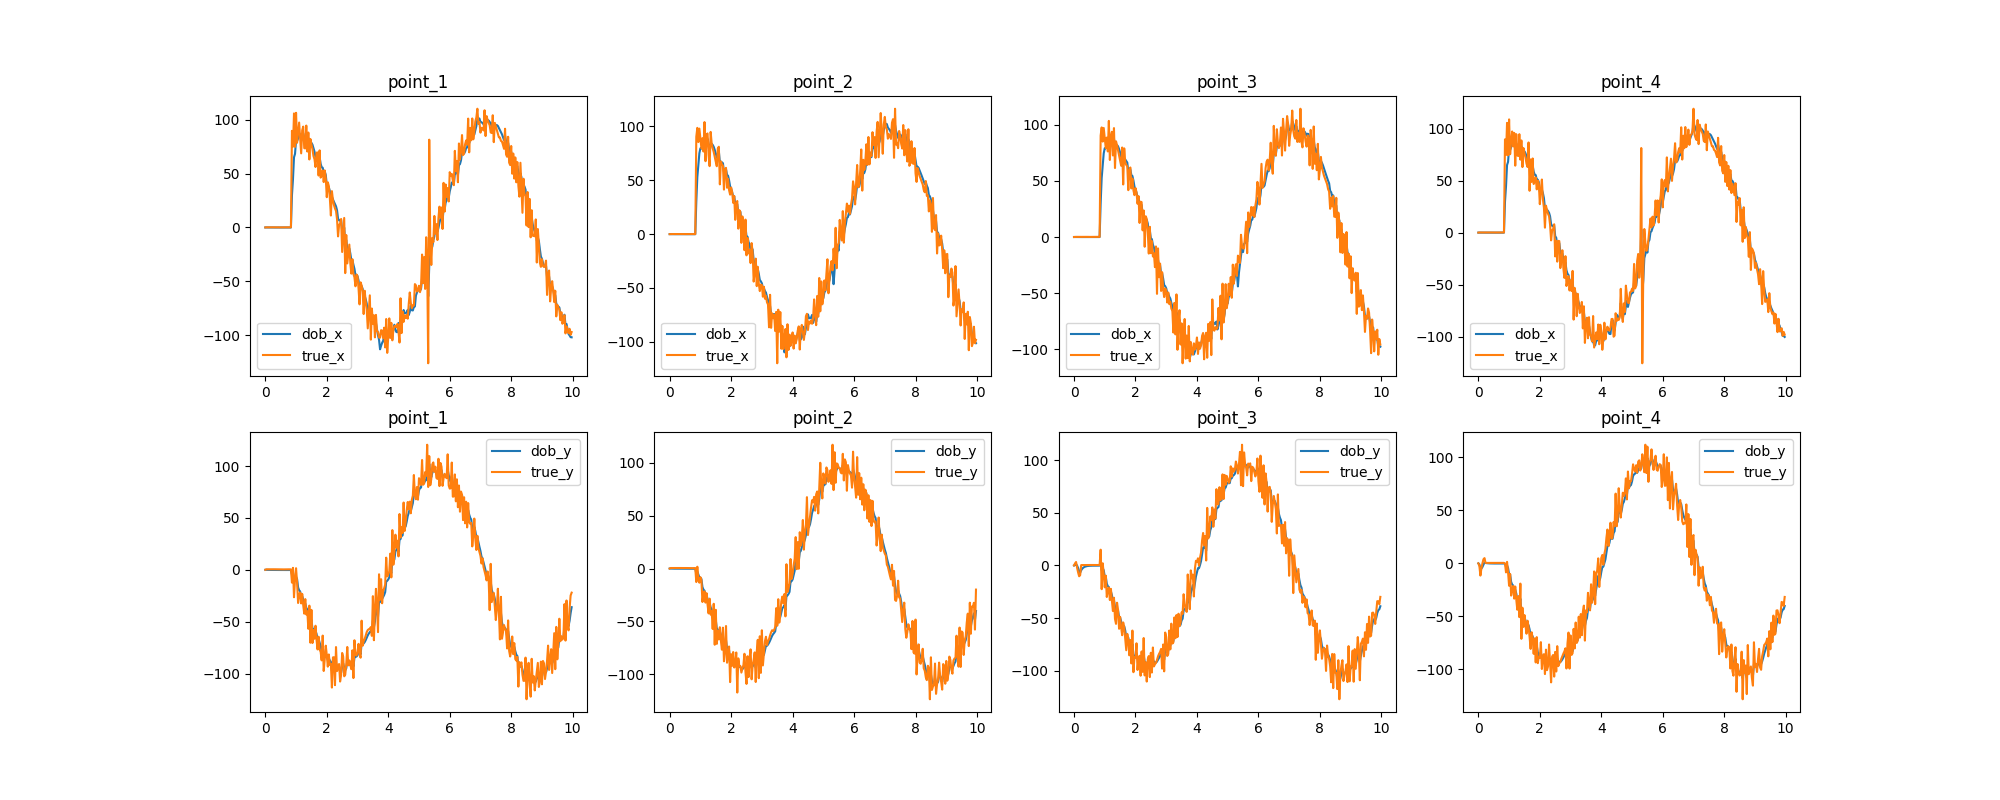 point_1 point_2 point_3 point_4
100 100 100 100
50 50 50 50
0 0 0 0
−50 −50 −50 −50
−100 −100 −100 −100
dob_x dob_x dob_x dob_x
true_x true_x true_x true_x
0 2 4 6 8 10 0 2 4 6 8 10 0 2 4 6 8 10 0 2 4 6 8 10
point_1 point_2 point_3 point_4
dob_y dob_y dob_y dob_y
true_y true_y true_y true_y
100 100 100 100
50 50 50 50
0 0 0 0
−50 −50 −50 −50
−100 −100 −100 −100
0 2 4 6 8 10 0 2 4 6 8 10 0 2 4 6 8 10 0 2 4 6 8 10